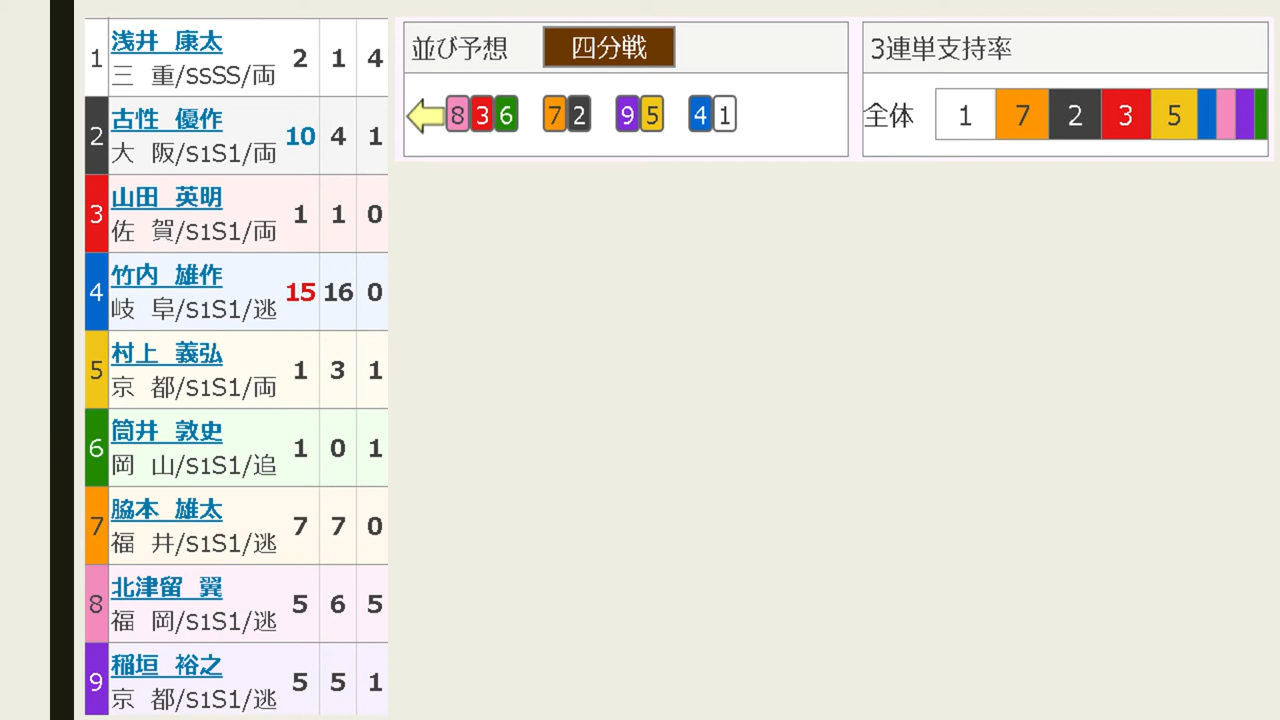 1 浅井 康太 2 1 4
三 重/SSSS/両
2 古性 優作 10 4 1
大 阪/S1S1/両
3 山田 英明 1 1 0
佐 賀/S1S1/両
4 竹内 雄作 15 16 0
岐 阜/S1S1/逃
5 村上 義弘 1 3 1
京 都/S1S1/両
6 筒井 敦史 1 0 1
岡 山/S1S1/追
7 脇本 雄太 7 7 0
福 井/S1S1/逃
8 北津留 翼 5 6 5
福 岡/S1S1/逃
9 稲垣 裕之 5 5 1
京 都/S1S1/逃
並び予想 四分戦
8 3 6 7 2 9 5 4 1
3連単支持率
全体 1 7 2 3 5